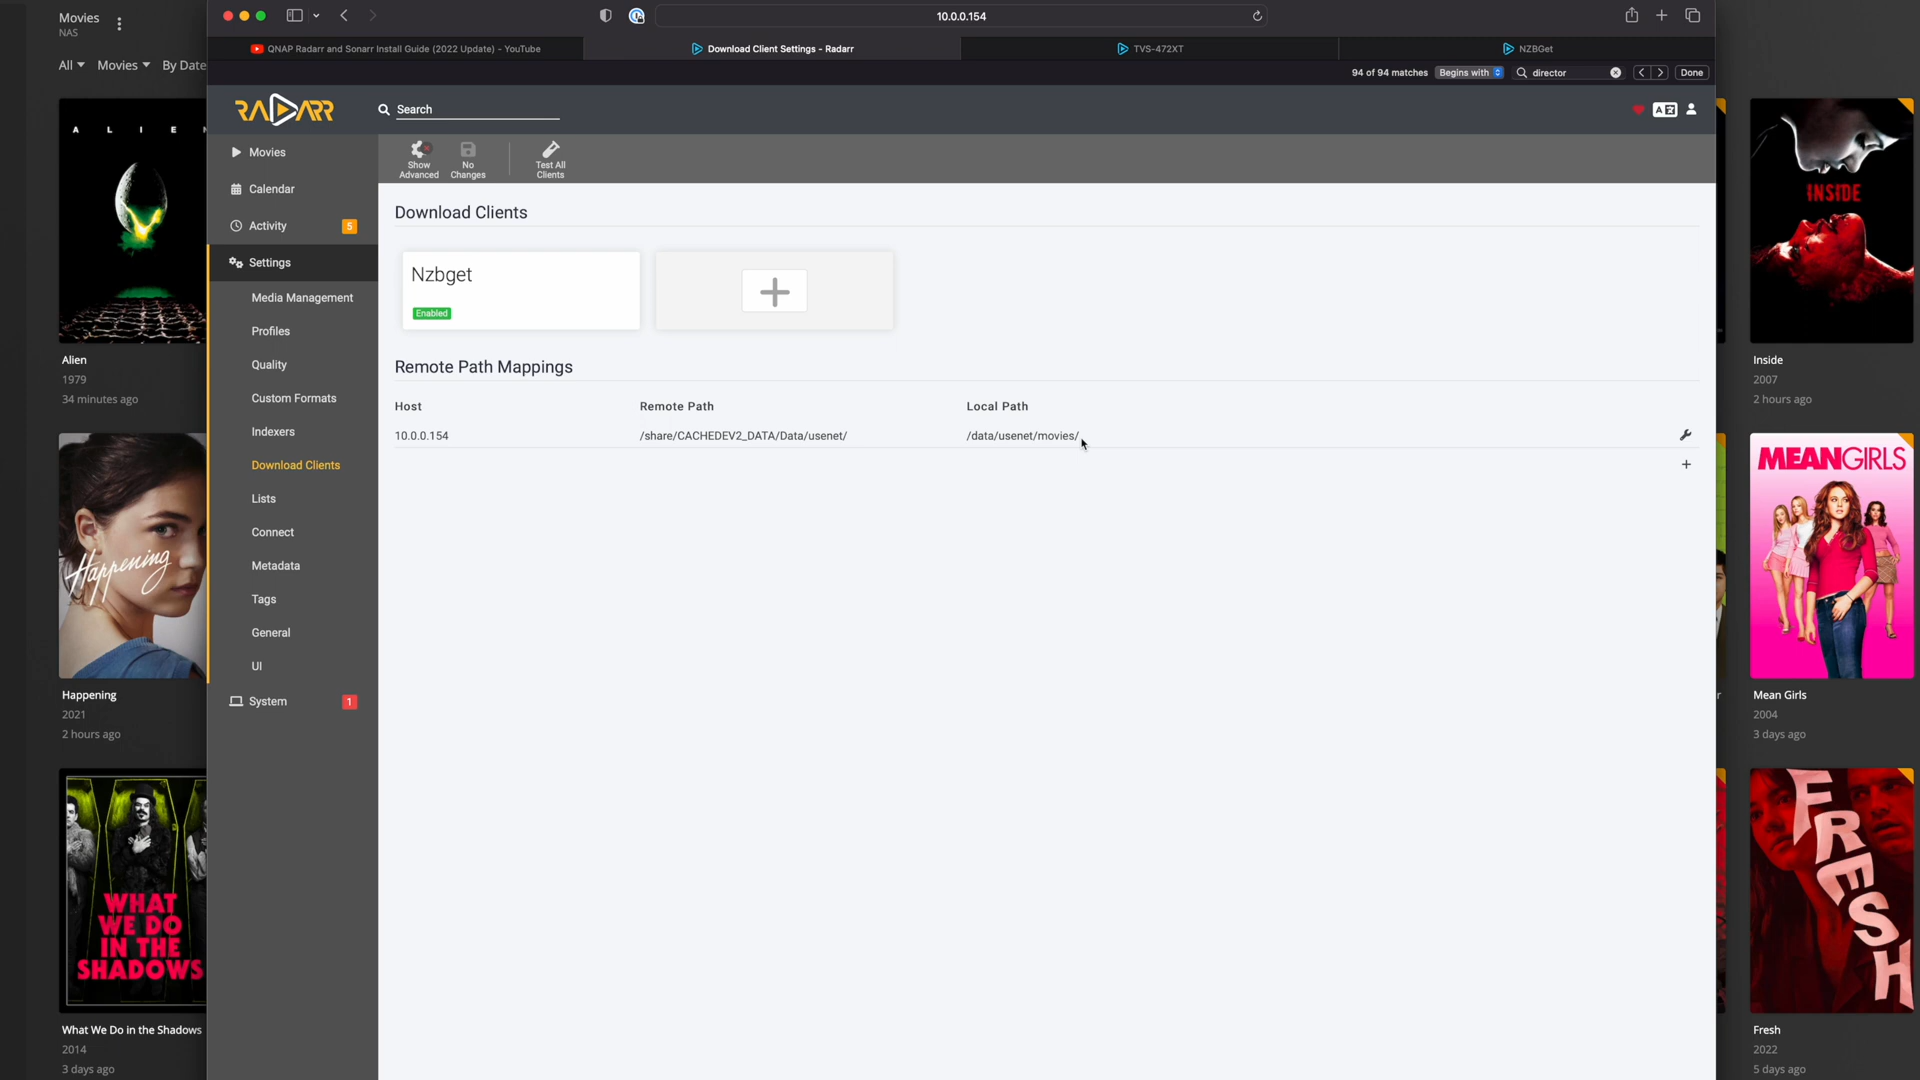 Movies
NAS
All
Movies
By Date
A L I E
Alien
1979
34 minutes ago
Happening
Happening
2021
2 hours ago
WHAT
WE DO
IN THE
SHADOWS
What We Do in the Shadows
2014
3 days ago
10.0.0.154
QNAP Radarr and Sonarr Install Guide (2022 Update) - YouTube
Download Client Settings - Radarr
TVS-472XT
NZBGet
94 of 94 matches
Begins with
director
Done
RADARR
Search
Movies
Calendar
Activity
5
Settings
Media Management
Profiles
Quality
Custom Formats
Indexers
Download Clients
Lists
Connect
Metadata
Tags
General
UI
System
1
Show
Advanced
No
Changes
Test All
Clients
Download Clients
Nzbget
Enabled
Remote Path Mappings
Host
Remote Path
Local Path
10.0.0.154
/share/CACHEDEV2_DATA/Data/usenet/
/data/usenet/movies/
INSIDE
Inside
2007
2 hours ago
MEAN GIRLS
r
Mean Girls
2004
3 days ago
FRESH
Fresh
2022
5 days ago